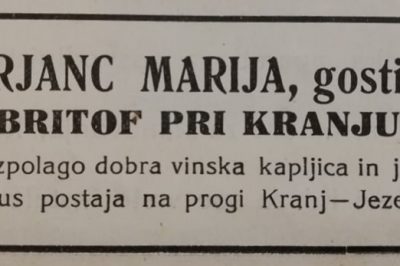 RJANC MARIJA, gosti
BRITOF PRI KRANJU
zpolago dobra vinska kapljica in j
us postaja na progi Kranj—Jeze